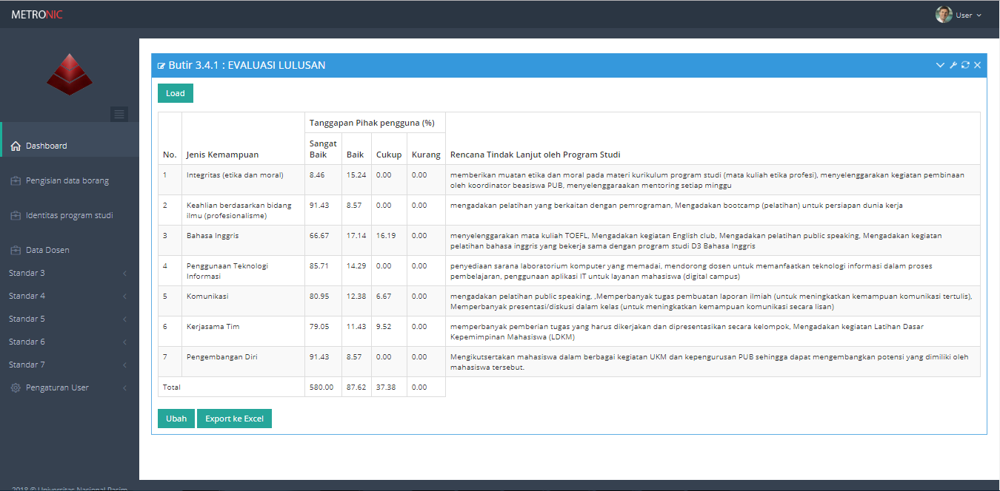 METRONIC
User
Butir 3.4.1 : EVALUASI LULUSAN
Load
Dashboard
Pengisian data borang
Identitas program studi
Data Dosen
Standar 3
Standar 4
Standar 5
Standar 6
Standar 7
Pengaturan User
Tanggapan Pihak pengguna (%)
No. Jenis Kemampuan Sangat Baik Baik Cukup Kurang Rencana Tindak Lanjut oleh Program Studi
1 Integritas (etika dan moral) 8.46 15.24 0.00 0.00 memberikan muatan etika dan moral pada materi kurikulum program studi (mata kuliah etika profesi), menyelenggarakan kegiatan pembinaan
oleh koordinator beasiswa PUB, menyelenggaraakan mentoring setiap minggu
2 Keahlian berdasarkan bidang 91.43 8.57 0.00 0.00 mengadakan pelatihan yang berkaitan dengan pemrograman, Mengadakan bootcamp (pelatihan) untuk persiapan dunia kerja
ilmu (profesionalisme)
3 Bahasa Inggris 66.67 17.14 16.19 0.00 menyelenggarakan mata kuliah TOEFL, Mengadakan kegiatan English club, Mengadakan pelatihan public speaking, Mengadakan kegiatan
pelatihan bahasa inggris yang bekerja sama dengan program studi D3 Bahasa Inggris
4 Penggunaan Teknologi 85.71 14.29 0.00 0.00 penyediaan sarana laboratorium komputer yang memadai, mendorong dosen untuk memanfaatkan teknologi informasi dalam proses
Informasi pembelajaran, penggunaan aplikasi IT untuk layanan mahasiswa (digital campus)
5 Komunikasi 80.95 12.38 6.67 0.00 mengadakan pelatihan public speaking, ,Memperbanyak tugas pembuatan laporan ilmiah (untuk meningkatkan kemampuan komunikasi tertulis),
Memperbanyak presentasi/diskusi dalam kelas (untuk meningkatkan kemampuan komunikasi secara lisan)
6 Kerjasama Tim 79.05 11.43 9.52 0.00 memperbanyak pemberian tugas yang harus dikerjakan dan dipresentasikan secara kelompok, Mengadakan kegiatan Latihan Dasar
Kepemimpinan Mahasiswa (LDKM)
7 Pengembangan Diri 91.43 8.57 0.00 0.00 Mengikutsertakan mahasiswa dalam berbagai kegiatan UKM dan kepengurusan PUB sehingga dapat mengembangkan potensi yang dimiliki oleh
mahasiswa tersebut.
Total 580.00 87.62 37.38 0.00
Ubah
Export ke Excel
2018 © Universitas Nasional Pasim